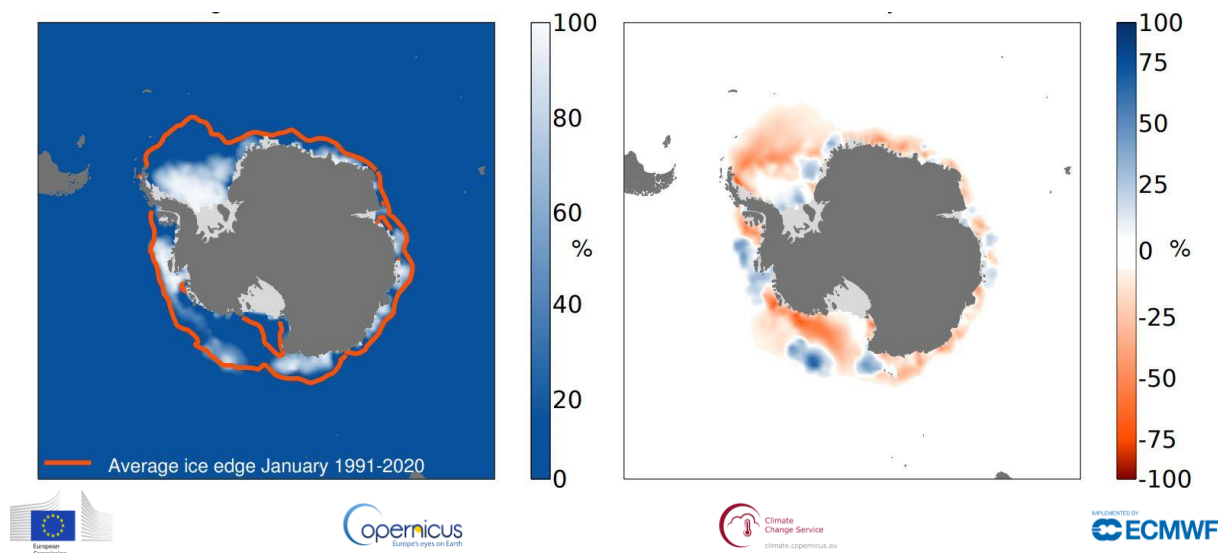 100
80
60
%
40
20
0
Average ice edge January 1991-2020
100
75
50
25
0 %
-25
-50
-75
-100
European
opernicus
Europe's eyes on Earth
Climate
Change Service
climate.copernicus.eu
IMPLEMENTED BY
ECMWF